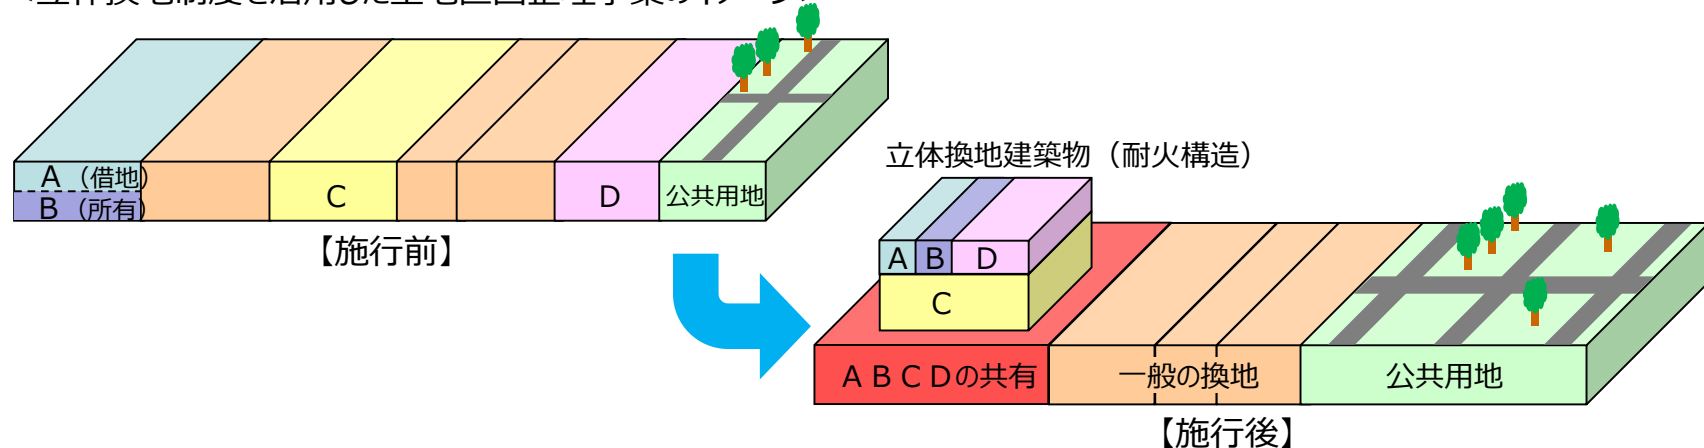 立体換地建築物（耐火構造）
A（借地）
B（所有）
C
D
公共用地
【施行前】
A B D
C
ＡＢＣＤの共有
一般の換地
公共用地
【施行後】